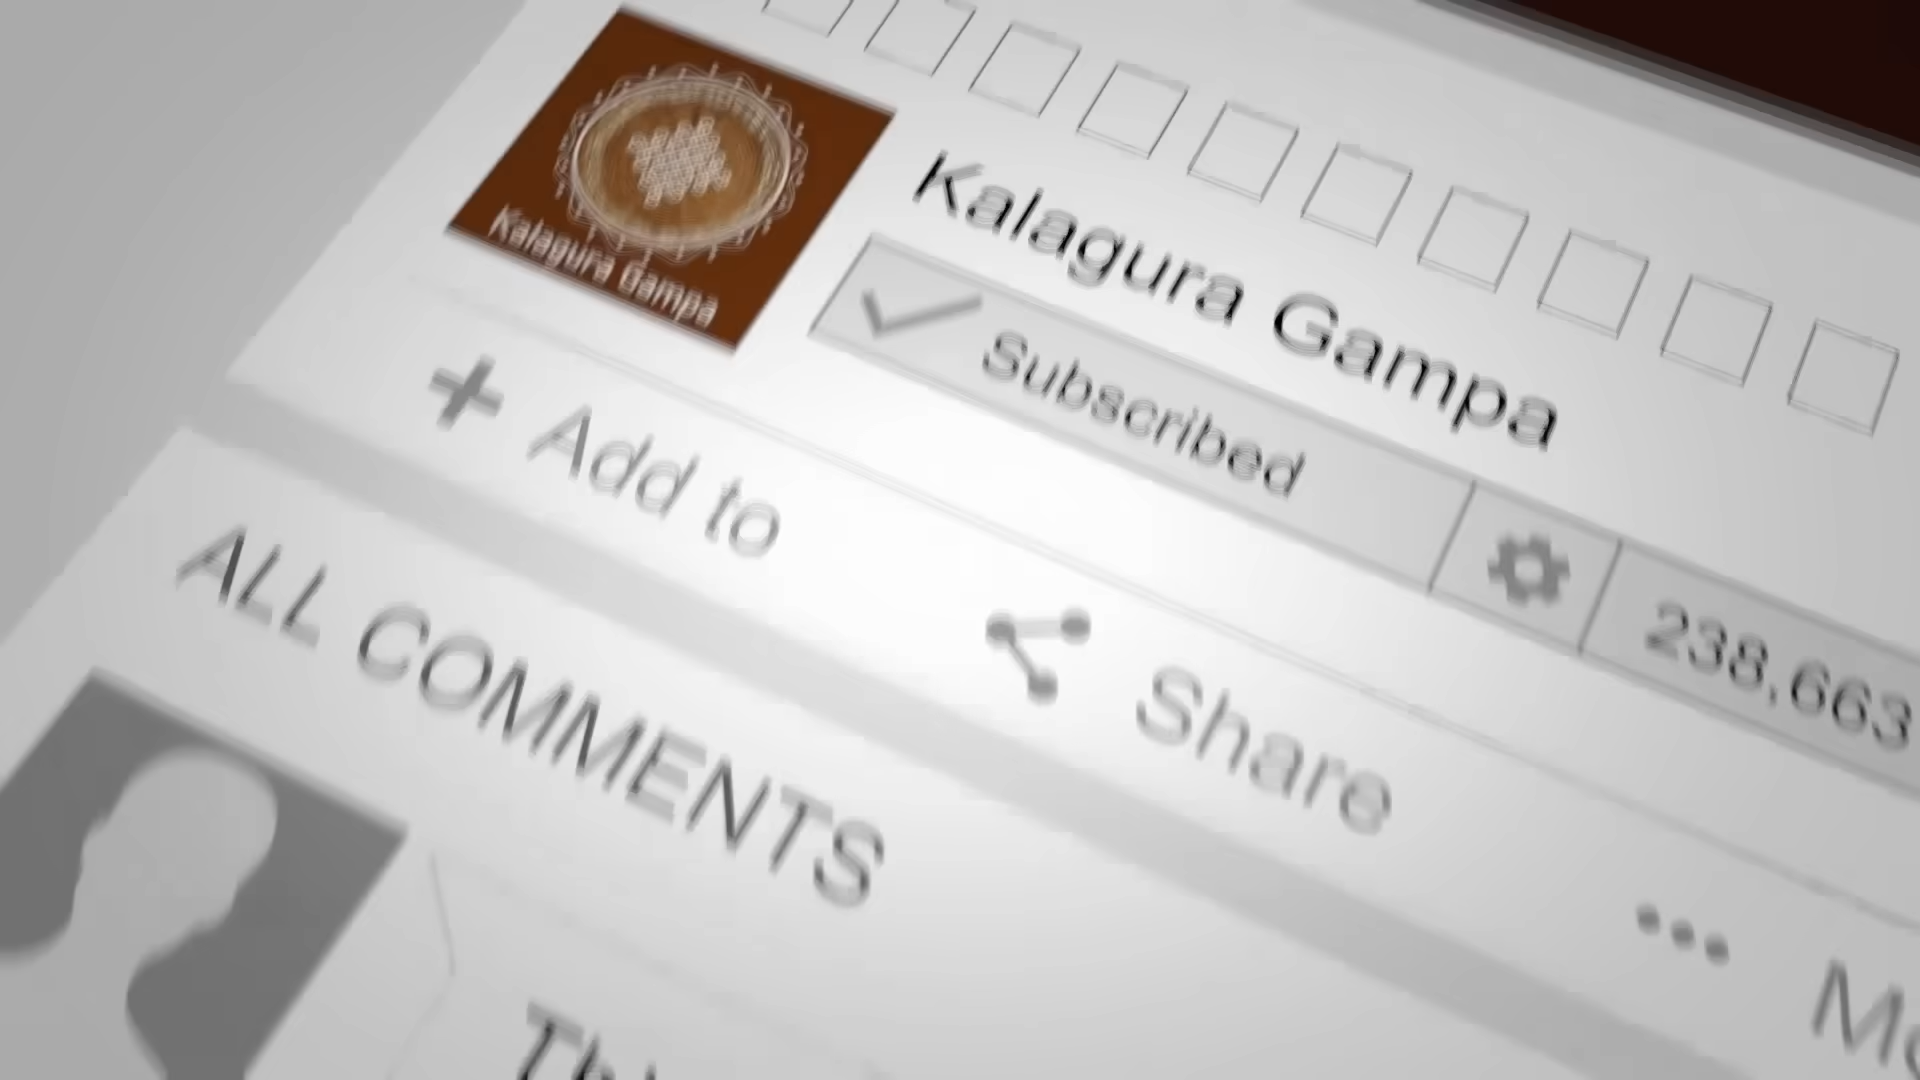 Kalagura Gampa
Kalagura Gampa
Subscribed
238,663
Add to
Share
ALL COMMENTS